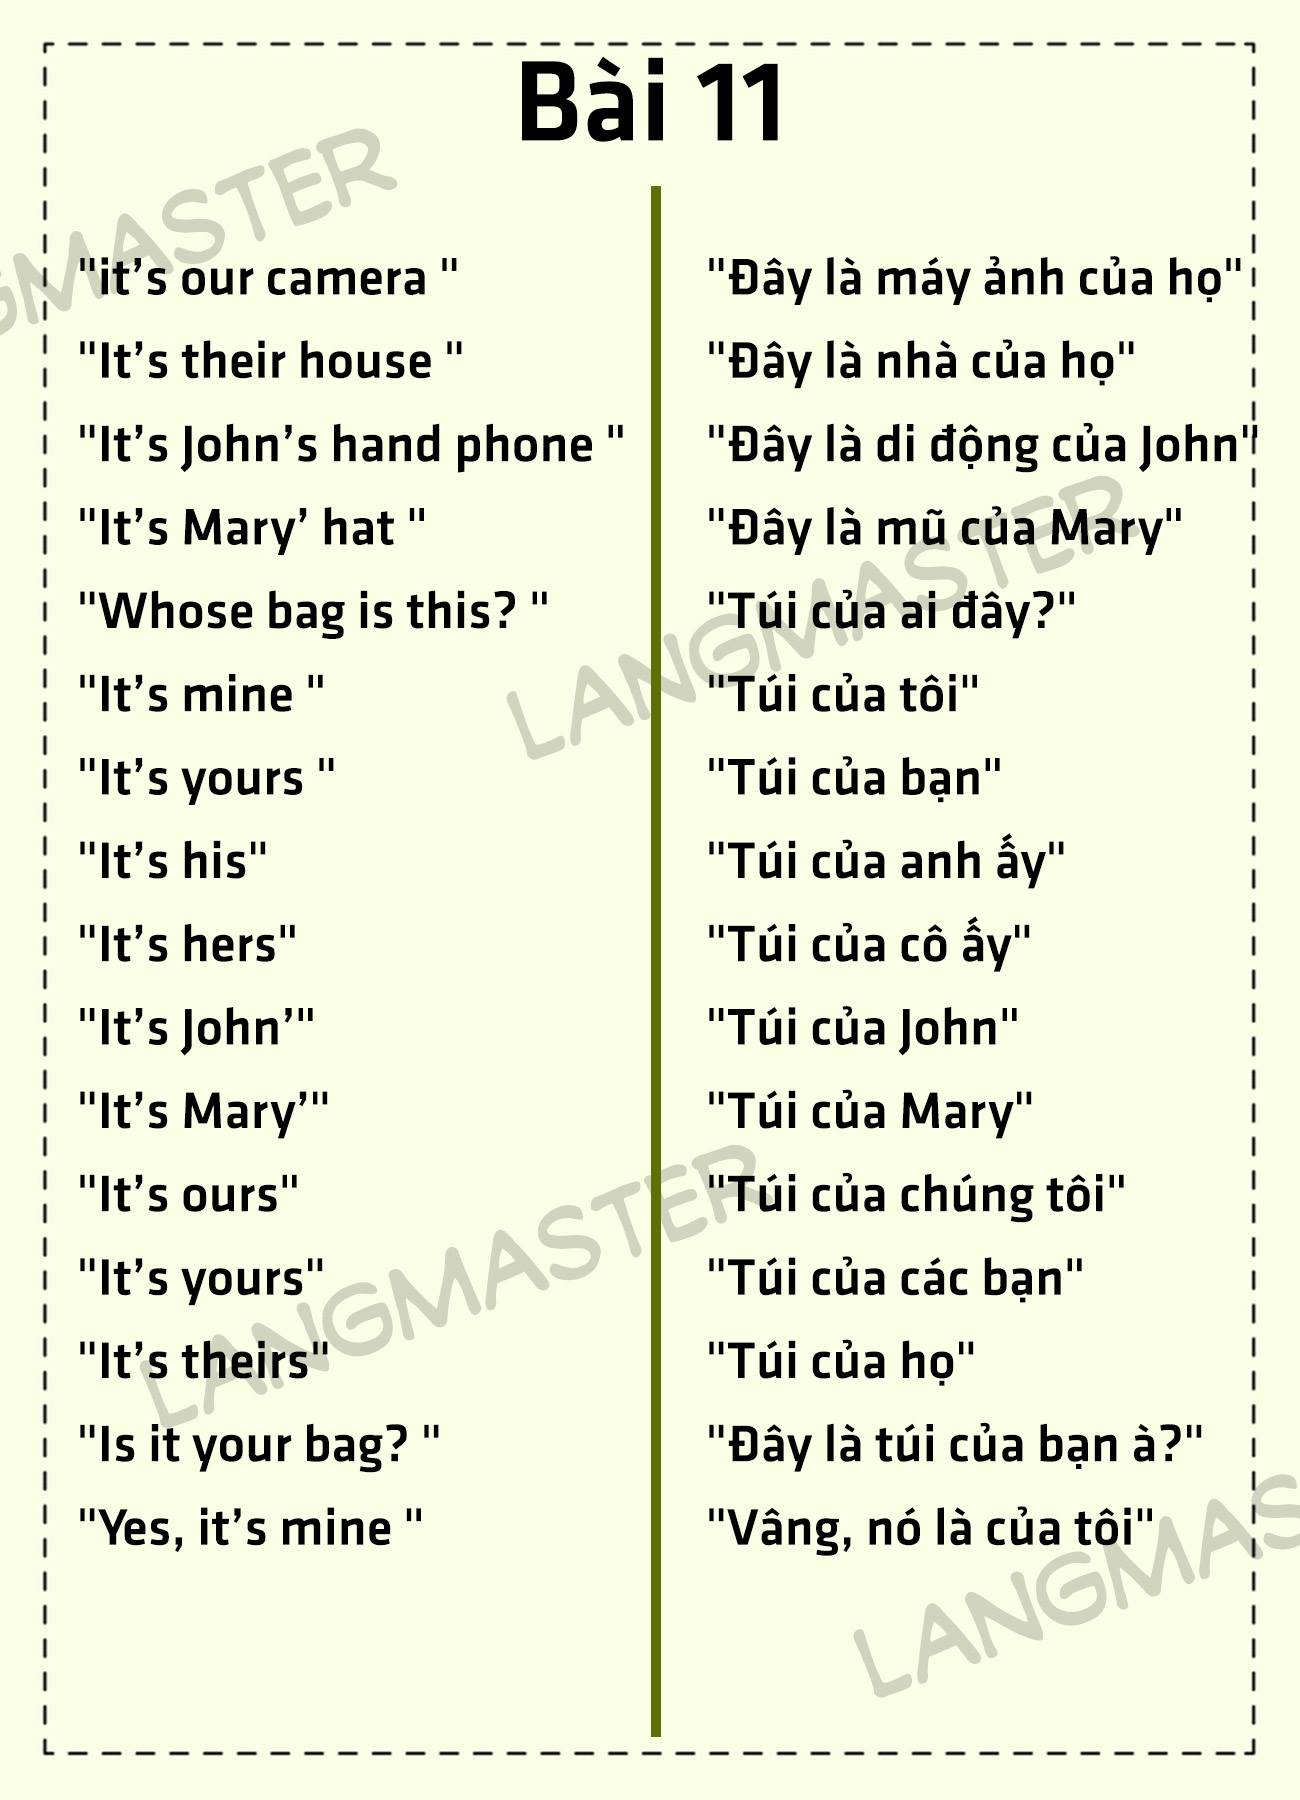 Bài 11
"it’s our camera "
"Đây là máy ảnh của họ"
"It’s their house "
"Đây là nhà của họ"
"It’s John’s hand phone "
"Đây là di động của John"
"It’s Mary’ hat "
"Đây là mũ của Mary"
"Whose bag is this? "
"Túi của ai đây?"
"It’s mine "
"Túi của tôi"
"It’s yours "
"Túi của bạn"
"It’s his"
"Túi của anh ấy"
"It’s hers"
"Túi của cô ấy"
"It’s John’"
"Túi của John"
"It’s Mary’"
"Túi của Mary"
"It’s ours"
"Túi của chúng tôi"
"It’s yours"
"Túi của các bạn"
"It’s theirs"
"Túi của họ"
"Is it your bag? "
"Đây là túi của bạn à?"
"Yes, it’s mine "
"Vâng, nó là của tôi"
GMASTER
LANGMASTER
LANGMASTER
LANGMAS